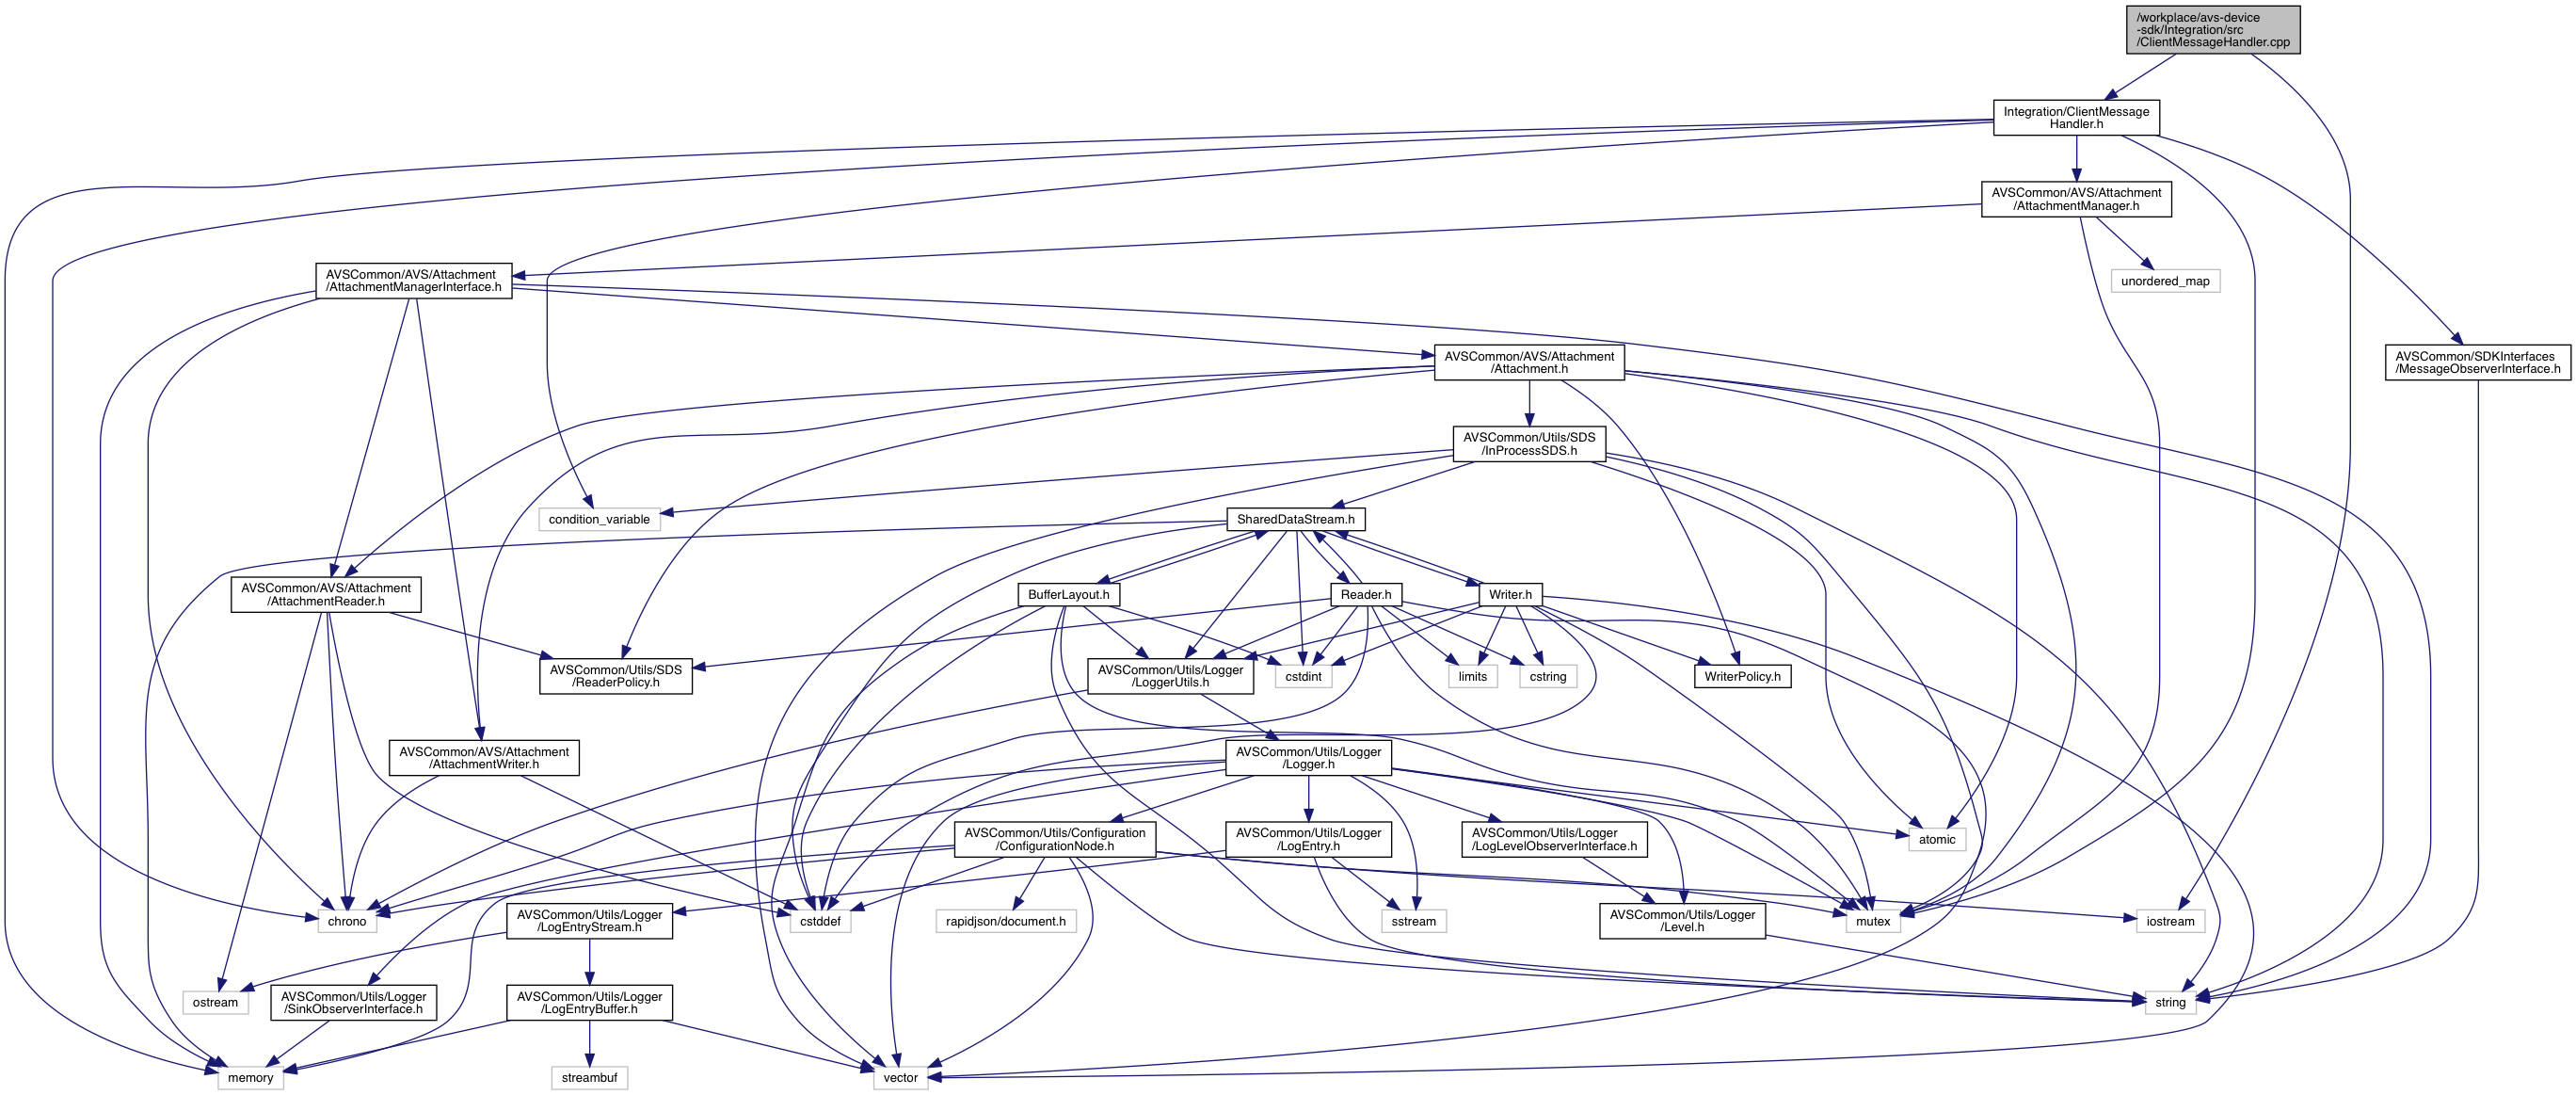 /workplace/avs-device
-sdk/Integration/src
/ClientMessageHandler.cpp
Integration/ClientMessage
Handler.h
AVSCommon/AVS/Attachment
/AttachmentManager.h
AVSCommon/AVS/Attachment
/AttachmentManagerInterface.h
unordered_map
AVSCommon/AVS/Attachment
/Attachment.h
AVSCommon/SDKInterfaces
/MessageObserverInterface.h
AVSCommon/Utils/SDS
/InProcessSDS.h
condition_variable
SharedDataStream.h
AVSCommon/AVS/Attachment
/AttachmentReader.h
BufferLayout.h
Reader.h
Writer.h
AVSCommon/Utils/SDS
/ReaderPolicy.h
AVSCommon/Utils/Logger
/LoggerUtils.h
cstdint
limits
cstring
WriterPolicy.h
AVSCommon/AVS/Attachment
/AttachmentWriter.h
AVSCommon/Utils/Logger
/Logger.h
AVSCommon/Utils/Configuration
/ConfigurationNode.h
AVSCommon/Utils/Logger
/LogEntry.h
AVSCommon/Utils/Logger
/LogLevelObserverInterface.h
atomic
chrono
AVSCommon/Utils/Logger
/LogEntryStream.h
cstddef
rapidjson/document.h
sstream
AVSCommon/Utils/Logger
/Level.h
mutex
iostream
ostream
AVSCommon/Utils/Logger
/SinkObserverInterface.h
AVSCommon/Utils/Logger
/LogEntryBuffer.h
string
memory
streambuf
vector